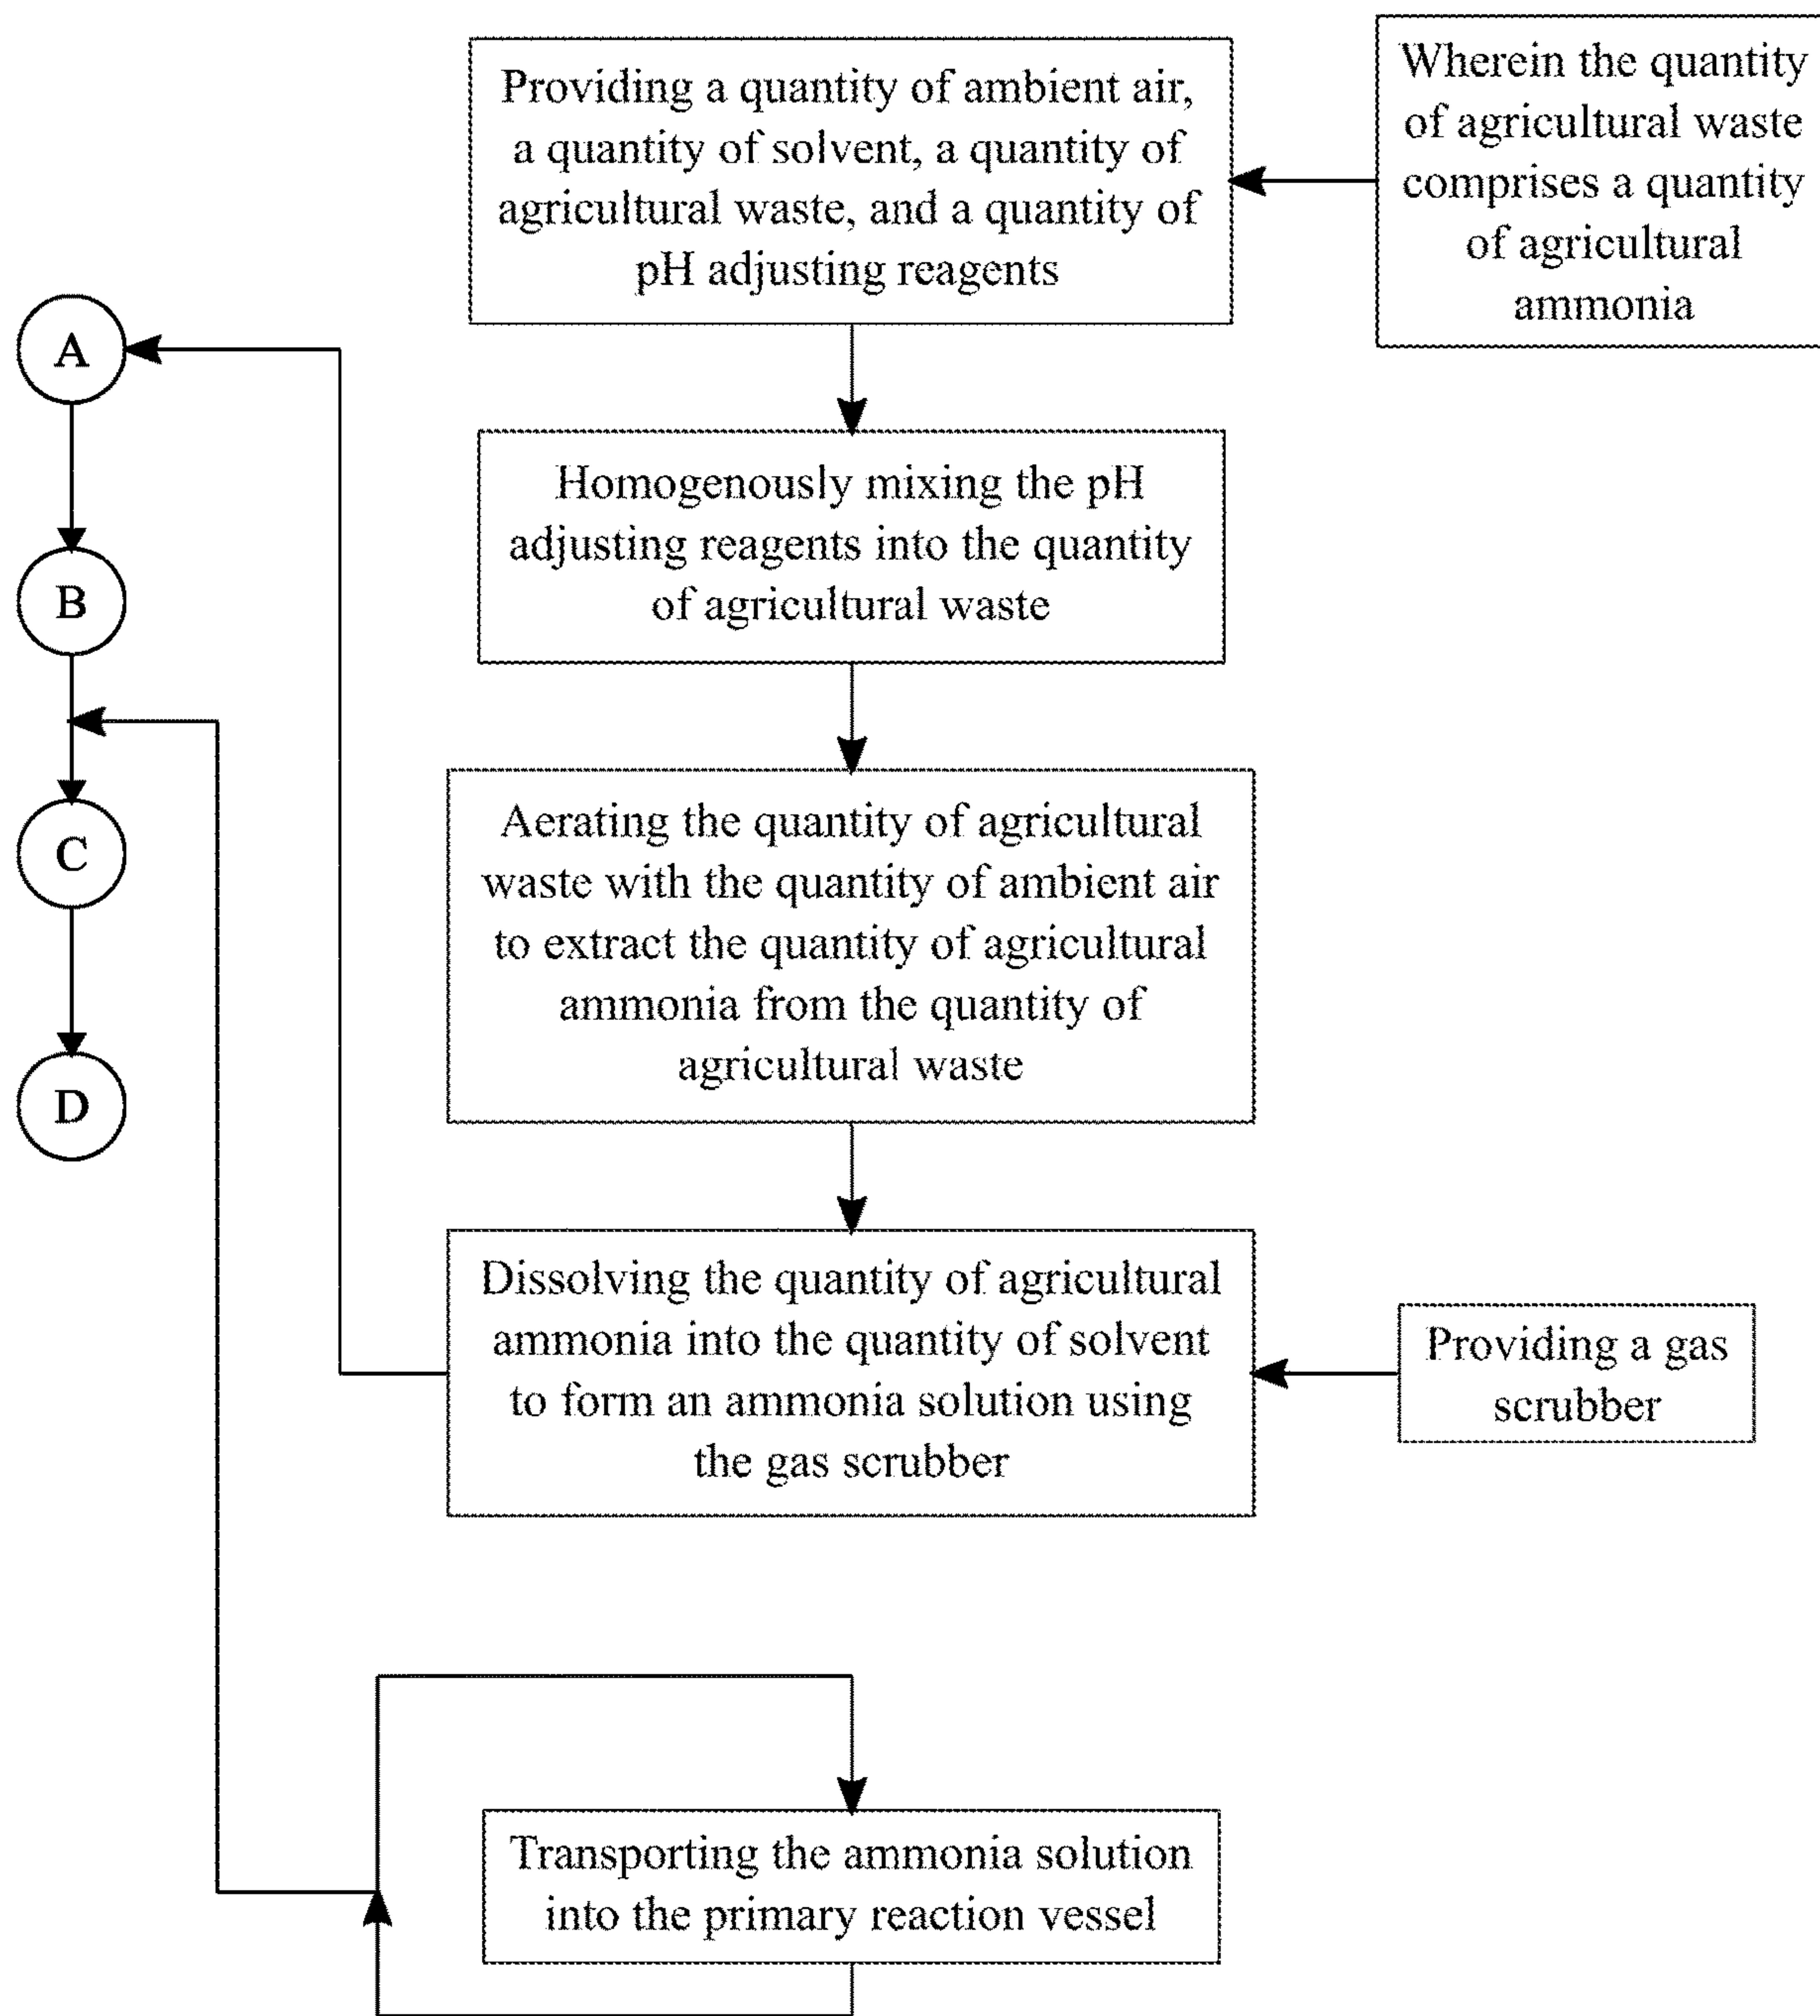 Providing a quantity of ambient air,
a quantity of solvent, a quantity of
agricultural waste, and a quantity of
pH adjusting reagents
Wherein the quantity
of agricultural waste
comprises a quantity
of agricultural
ammonia
A
B
C
D
Homogenously mixing the pH
adjusting reagents into the quantity
of agricultural waste
Aerating the quantity of agricultural
waste with the quantity of ambient air
to extract the quantity of agricultural
ammonia from the quantity of
agricultural waste
Dissolving the quantity of agricultural
ammonia into the quantity of solvent
to form an ammonia solution using
the gas scrubber
Providing a gas
scrubber
Transporting the ammonia solution
into the primary reaction vessel